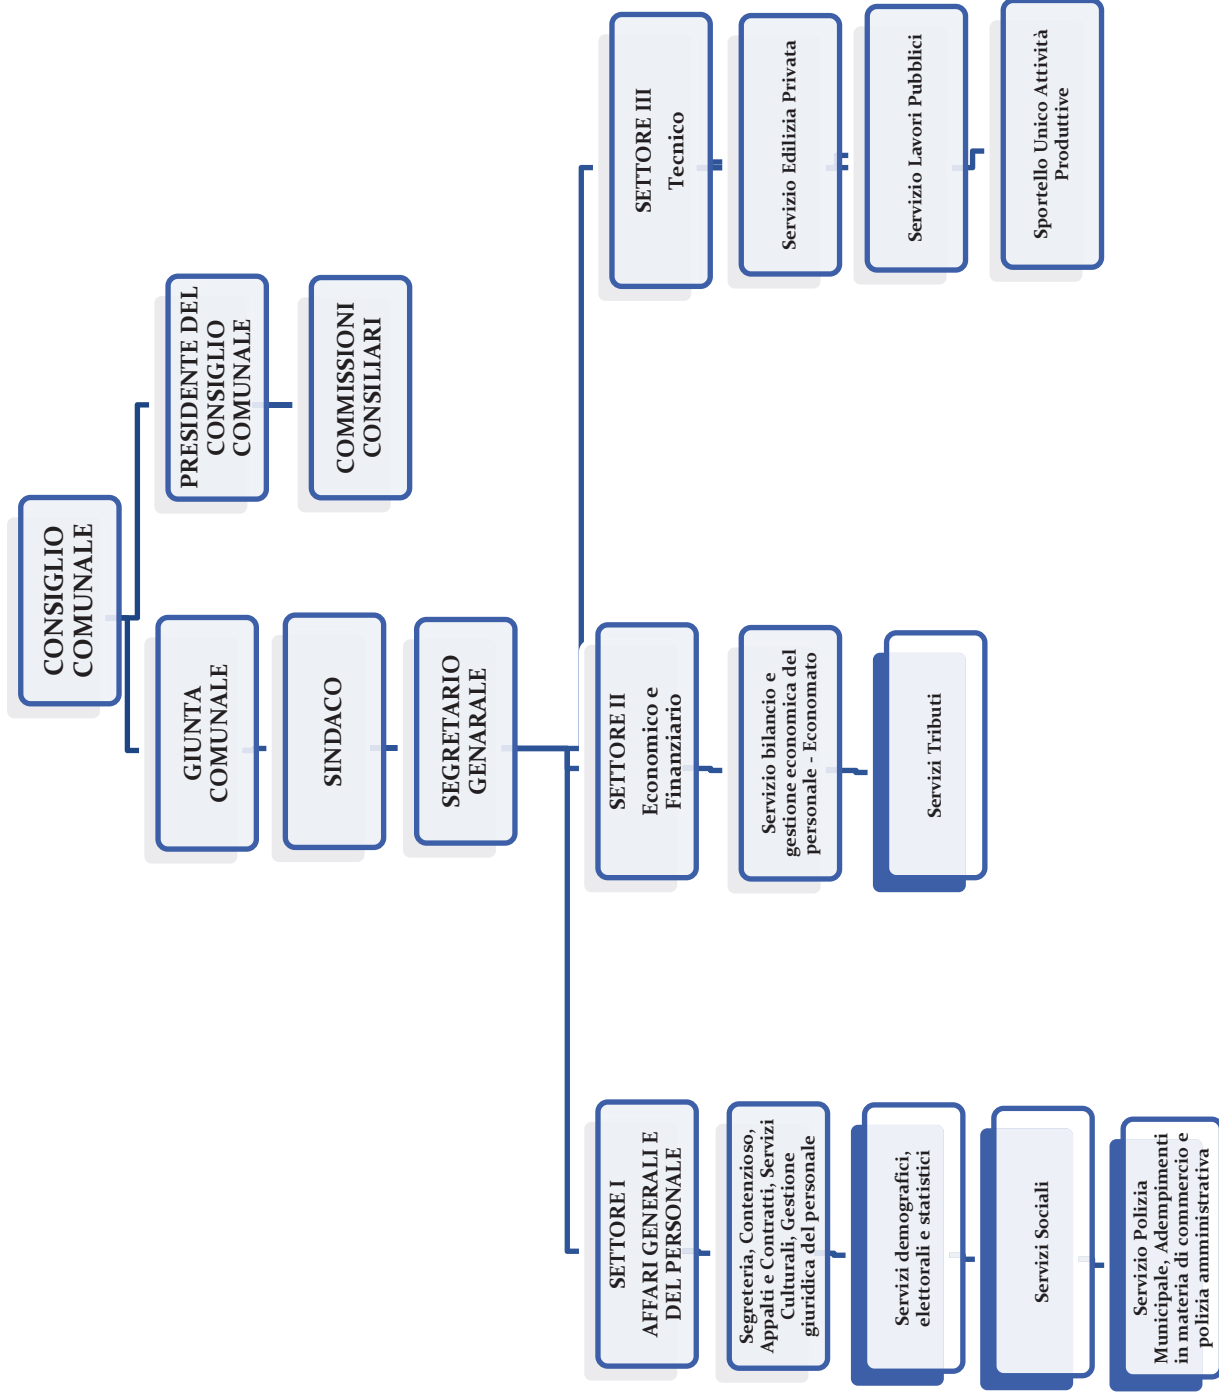 CONSIGLIO
COMUNALE
GIUNTA
COMUNALE
PRESIDENTE DEL
CONSIGLIO
COMUNALE
SINDACO
COMMISSIONI
CONSILIARI
SEGRETARIO
GENARALE
SETTORE I
AFFARI GENERALI E
DEL PERSONALE
Segreteria, Contenzioso,
Appalti e Contratti, Servizi
Culturali, Gestione
giuridica del personale
Servizi demografici,
elettorali e statistici
Servizi Sociali
Servizio Polizia
Municipale, Adempimenti
in materia di commercio e
polizia amministrativa
SETTORE II
Economico e
Finanziario
Servizio bilancio e
gestione economica del
personale - Economato
Servizi Tributi
SETTORE III
Tecnico
Servizio Edilizia Privata
Servizio Lavori Pubblici
Sportello Unico Attività
Produttive